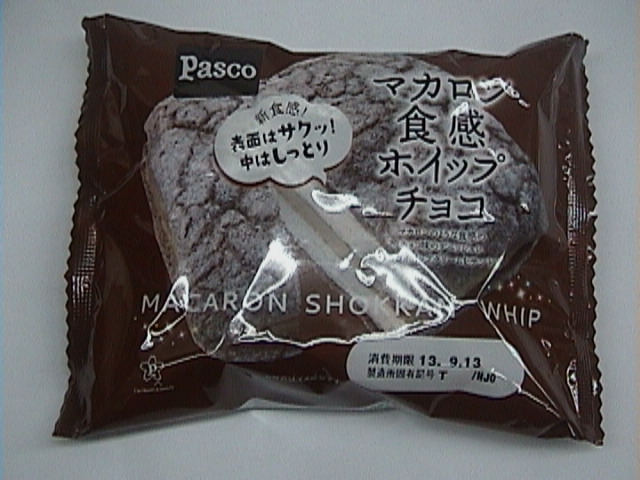 Pasco
マカロン
食感
ホイップ
チョコ
新食感!
表面はサクッ!
中はしっとり
MACARON SHOKKAN WHIP
消費期限 13. 9.13
製造所固有記号 T /NJO